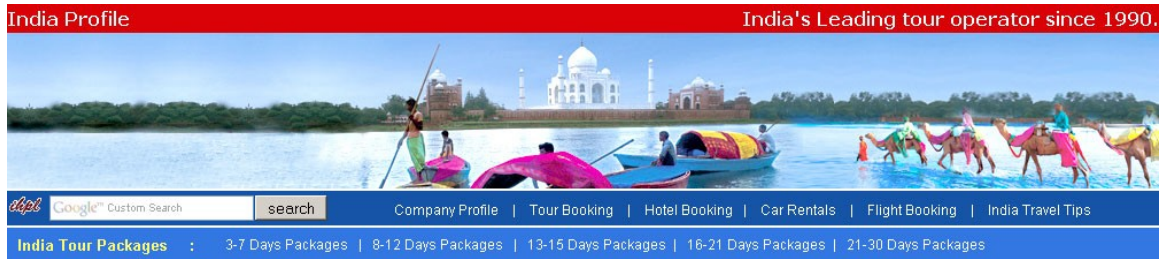 India Profile India's Leading tour operator since 1990.
ikpl Google™ Custom Search search Company Profile | Tour Booking | Hotel Booking | Car Rentals | Flight Booking | India Travel Tips
India Tour Packages : 3-7 Days Packages | 8-12 Days Packages | 13-15 Days Packages | 16-21 Days Packages | 21-30 Days Packages